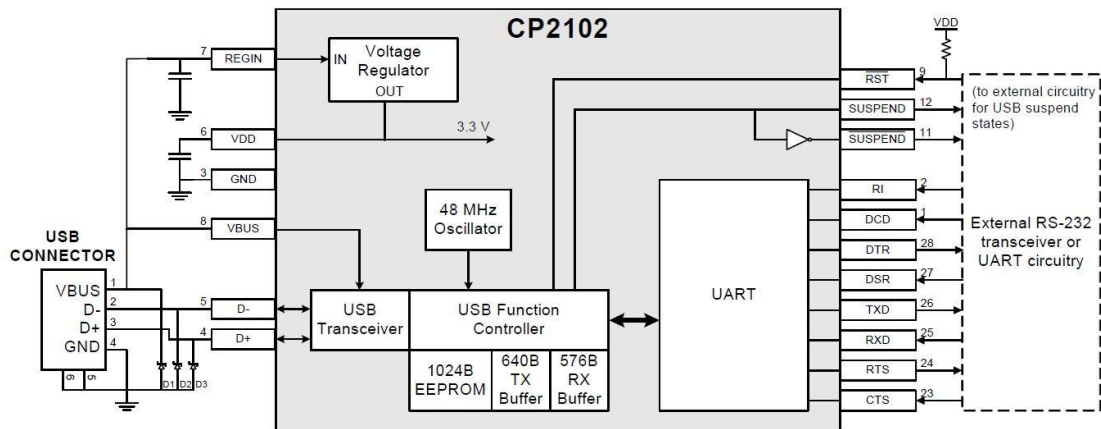 CP2102
VDD
7
REGIN
IN
Voltage
Regulator
OUT
9
RST
(to external circuitry
for USB suspend
states)
12
SUSPEND
6
VDD
3.3 V
11
SUSPEND
3
GND
2
RI
1
DCD
28
DTR
27
DSR
26
TXD
25
RXD
24
RTS
23
CTS
External RS-232
transceiver or
UART circuitry
8
VBUS
48 MHz
Oscillator
UART
USB
CONNECTOR
VBUS
D-
D+
GND
1
2
3
4
6
5
D1
D2
D3
5
D-
4
D+
USB
Transceiver
USB Function
Controller
1024B
EEPROM
640B
TX
Buffer
576B
RX
Buffer